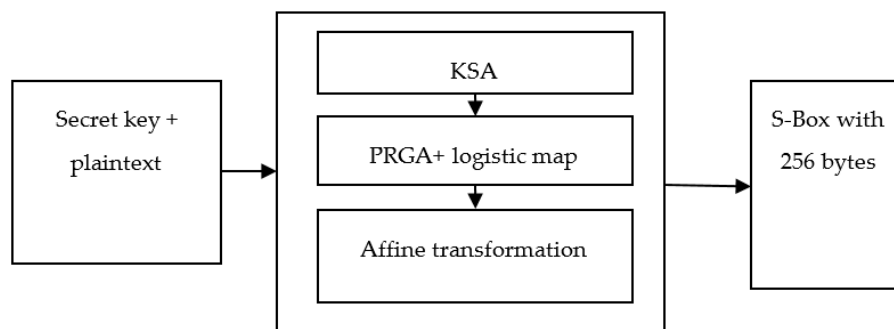 Secret key +
plaintext
KSA
PRGA+ logistic map
Affine transformation
S-Box with
256 bytes